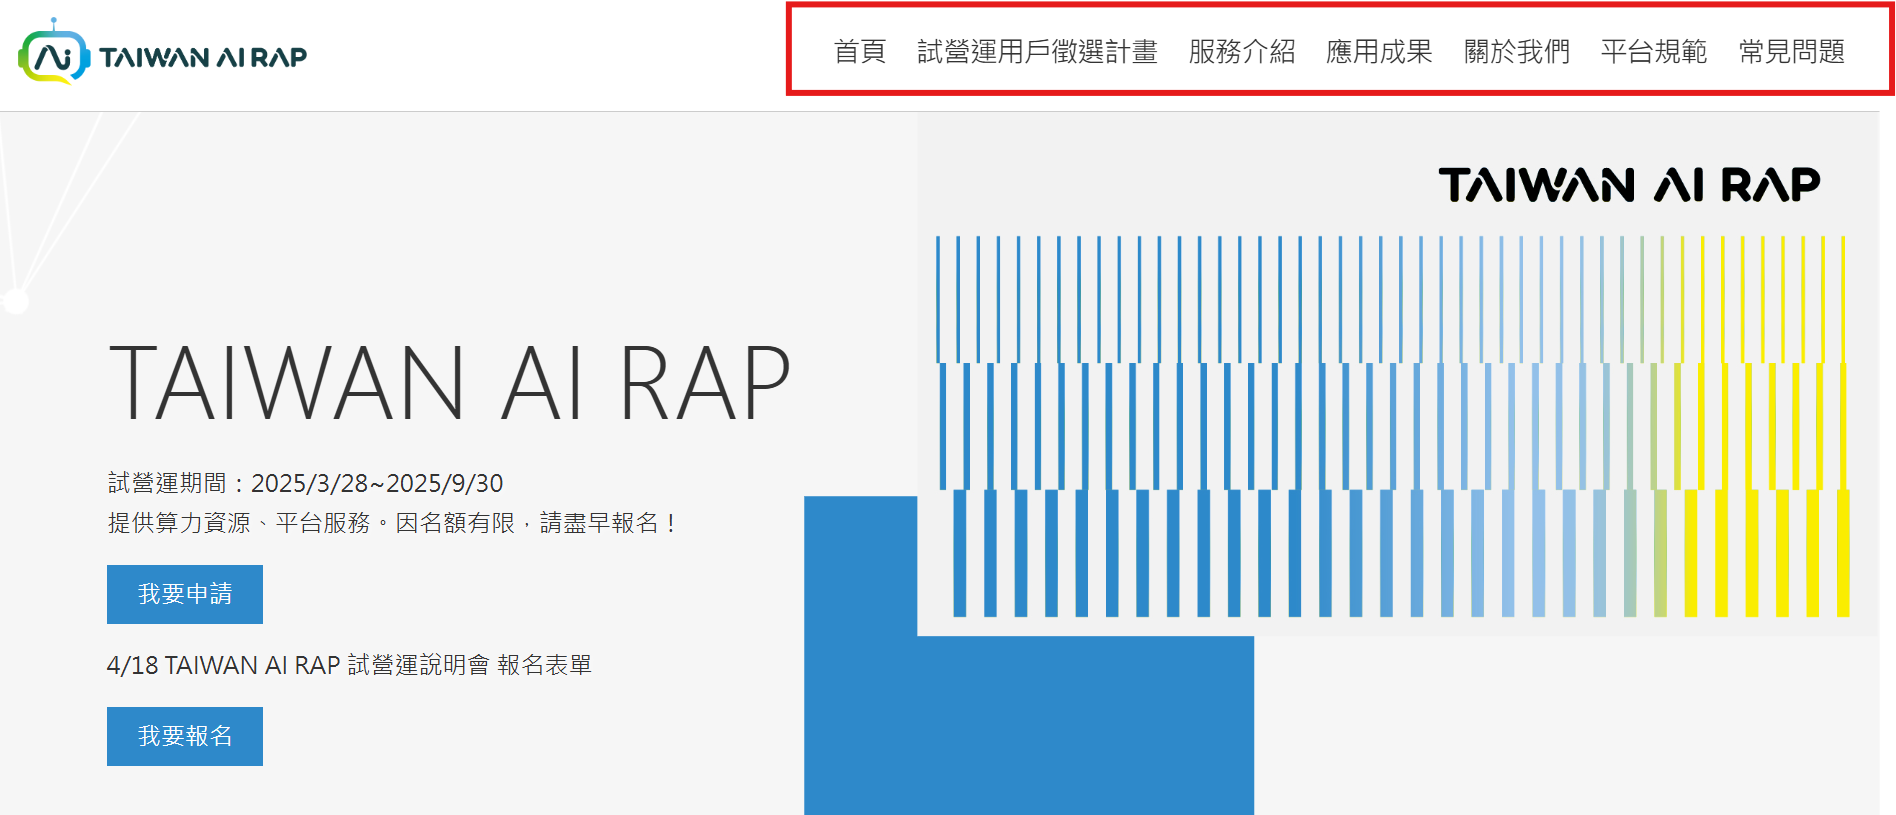 TAIWAN AI RAP
首頁 試營運用戶徵選計畫 服務介紹 應用成果 關於我們 平台規範 常見問題
TAIWAN AI RAP
TAIWAN AI RAP
試營運期間：2025/3/28~2025/9/30
提供算力資源、平台服務。因名額有限，請盡早報名！
我要申請
4/18 TAIWAN AI RAP 試營運說明會 報名表單
我要報名